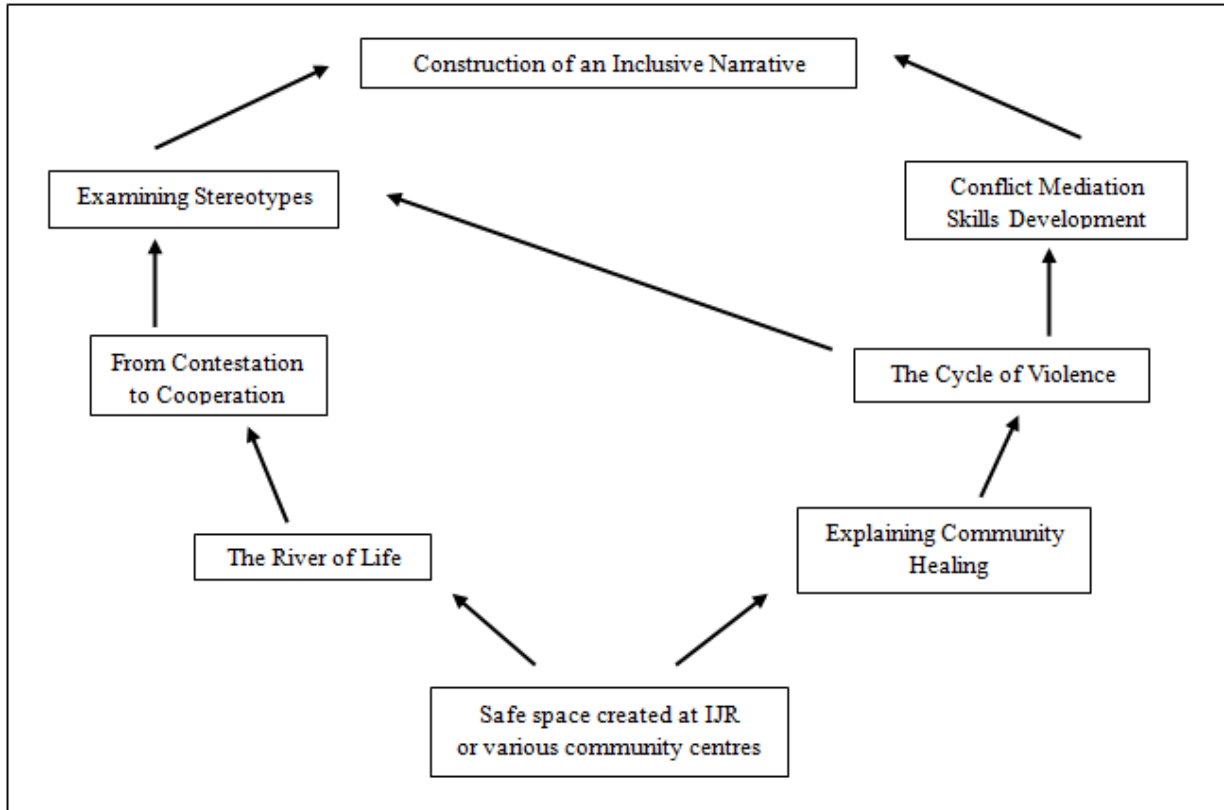 Construction of an Inclusive Narrative
Examining Stereotypes
Conflict Mediation
Skills Development
From Contestation
to Cooperation
The Cycle of Violence
The River of Life
Explaining Community
Healing
Safe space created at IJR
or various community centres